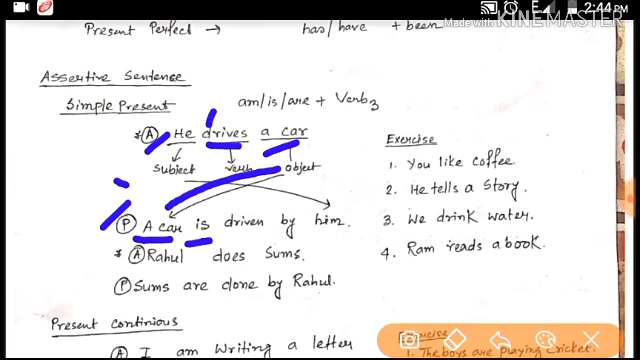 2:44PM
Made with KINEMASTER
Present Perfect → has/have + been
Assertive Sentence
Simple Present am/is/are + Verb3
* (A) He drives a car
Subject verb object
(P) A car is driven by him.
* (A) Rahul does Sums.
(P) Sums are done by Rahul.
Exercise
1. You like Coffee.
2. He tells a Story.
3. We drink water.
4. Ram reads a book.
Present Continious
(A) I am Writing a letter
Exercise
1. The boys are playing Cricket